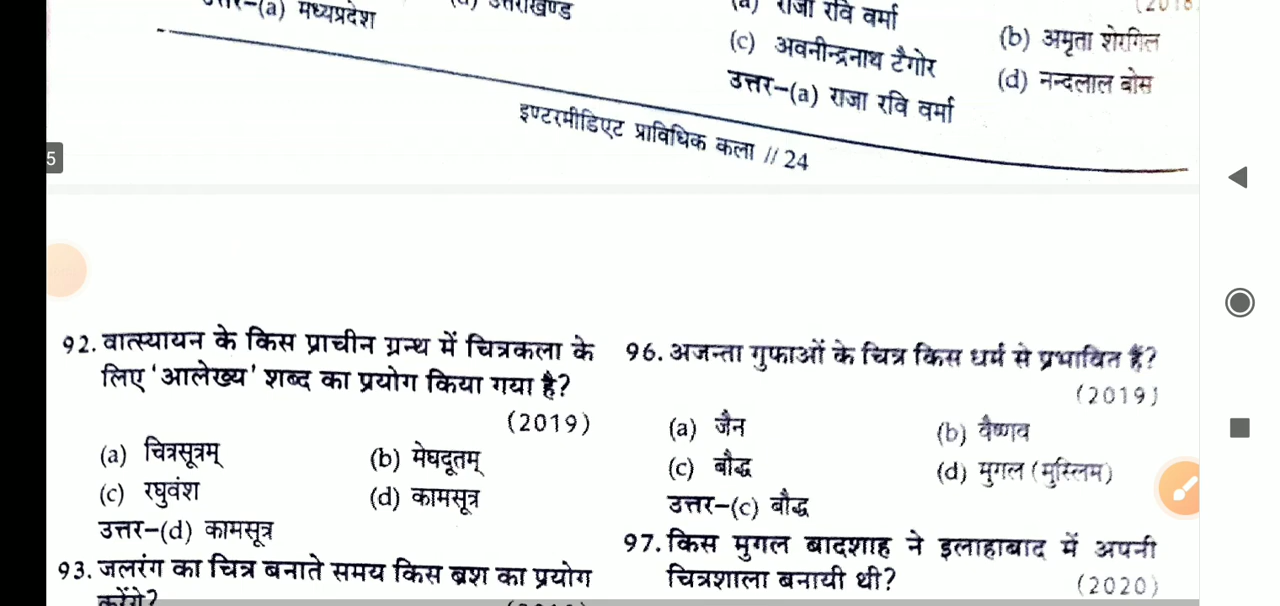 उत्तर–(a) मध्यप्रदेश
(d) उत्तराखण्ड
(a) राजा रवि वर्मा
(b) अमृता शेरगिल
(c) अवनीन्द्रनाथ टैगोर
(d) नन्दलाल बोस
उत्तर–(a) राजा रवि वर्मा
इण्टरमीडिएट प्राविधिक कला // 24
5
92. वात्स्यायन के किस प्राचीन ग्रन्थ में चित्रकला के
लिए 'आलेख्य' शब्द का प्रयोग किया गया है?
(2019)
(a) चित्रसूत्रम् (b) मेघदूतम्
(c) रघुवंश (d) कामसूत्र
उत्तर–(d) कामसूत्र
93. जलरंग का चित्र बनाते समय किस ब्रश का प्रयोग
करेंगे?
96. अजन्ता गुफाओं के चित्र किस धर्म से प्रभावित हैं?
(2019)
(a) जैन (b) वैष्णव
(c) बौद्ध (d) मुगल (मुस्लिम)
उत्तर–(c) बौद्ध
97. किस मुगल बादशाह ने इलाहाबाद में अपनी
चित्रशाला बनायी थी? (2020)